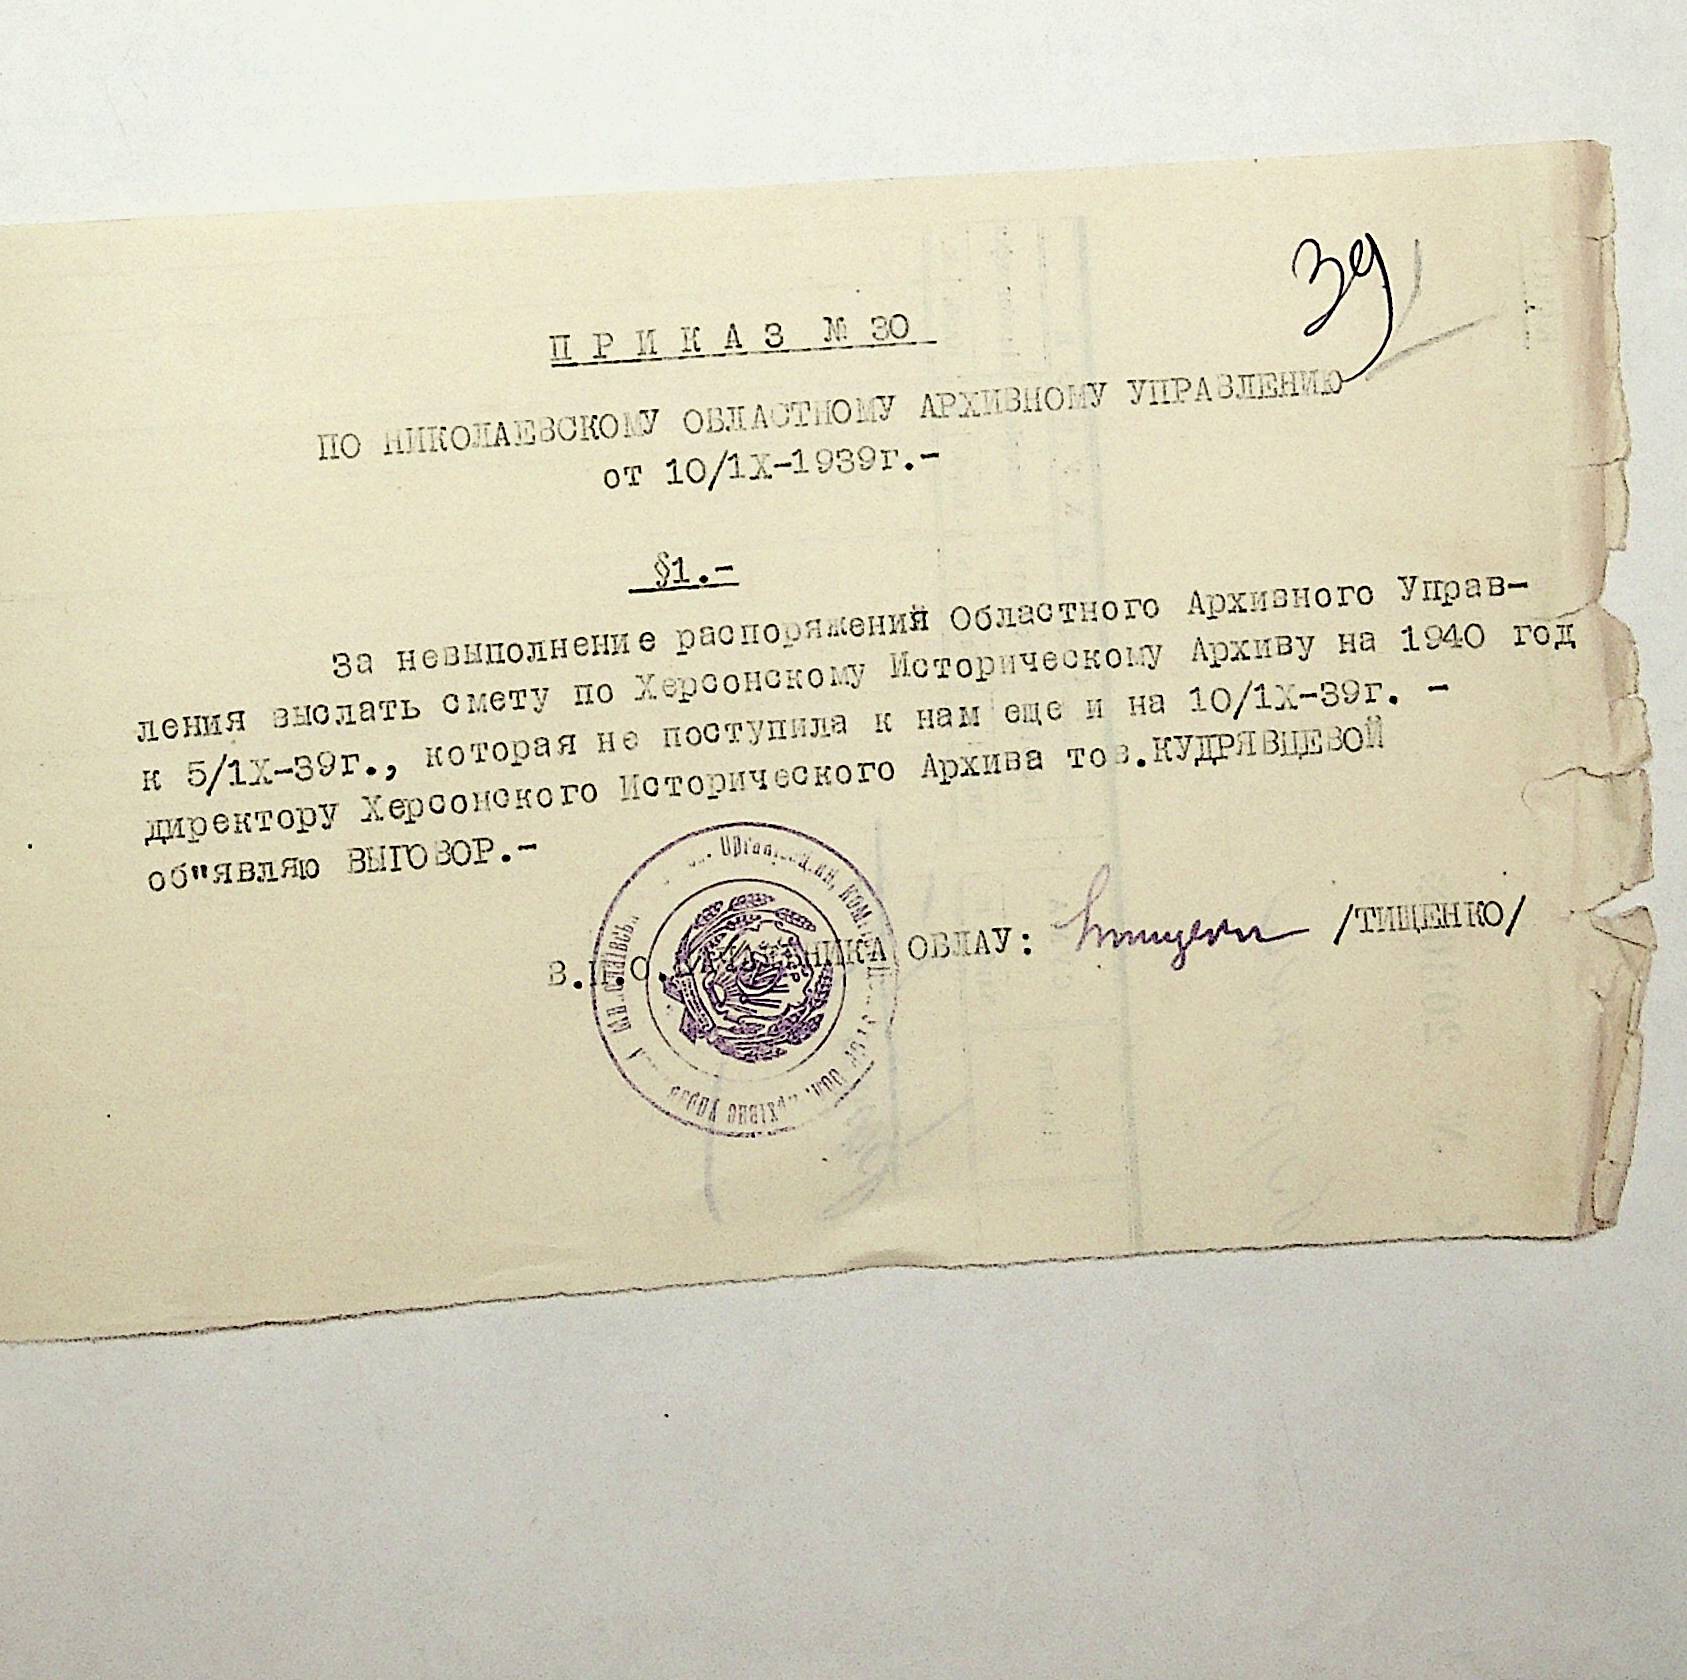 39
ПРИКАЗ № 30
ПО НИКОЛАЕВСКОМУ ОБЛАСТНОМУ АРХИВНОМУ УПРАВЛЕНИЮ
от 10/1Х-1939г.-
§1.-
За невыполнение распоряжений Областного Архивного Управ-
ления выслать смету по Херсонскому Историческому Архиву на 1940 год
к 5/1Х-39г., которая не поступила к нам еще и на 10/1Х-39г. -
директору Херсонского Исторического Архива тов.КУДРЯВЦЕВОЙ
об"являю ВЫГОВОР.-
В.И.О. НАЧАЛЬНИКА ОБЛАУ: /ТИЩЕНКО/